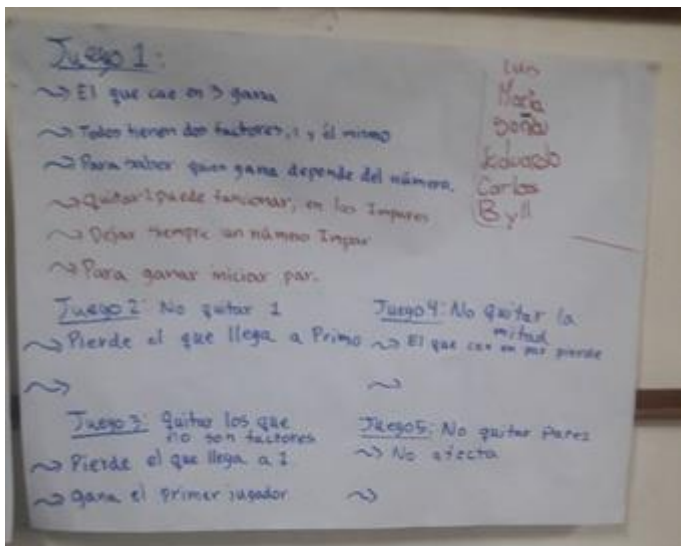 Juego 1:
~> El que cae en 3 gana
~> Todos tienen dos factores, 1 y él mismo
~> Para saber quien gana depende del número.
~> Quitar 1 puede funcionar, en los Impares
~> Dejar siempre un número Impar
~> Para ganar iniciar par.
Luis
María
Sofía
Eduardo
Carlos
Byll
Juego 2: No quitar 1
~> Pierde el que llega a Primo
~>
Juego 4: No quitar la
mitad
~> El que cae en par pierde
~>
Juego 3: Quitar los que
no son factores
~> Pierde el que llega a 1
~> Gana el primer jugador
Juego 5: No quitar Pares
~> No afecta
~>